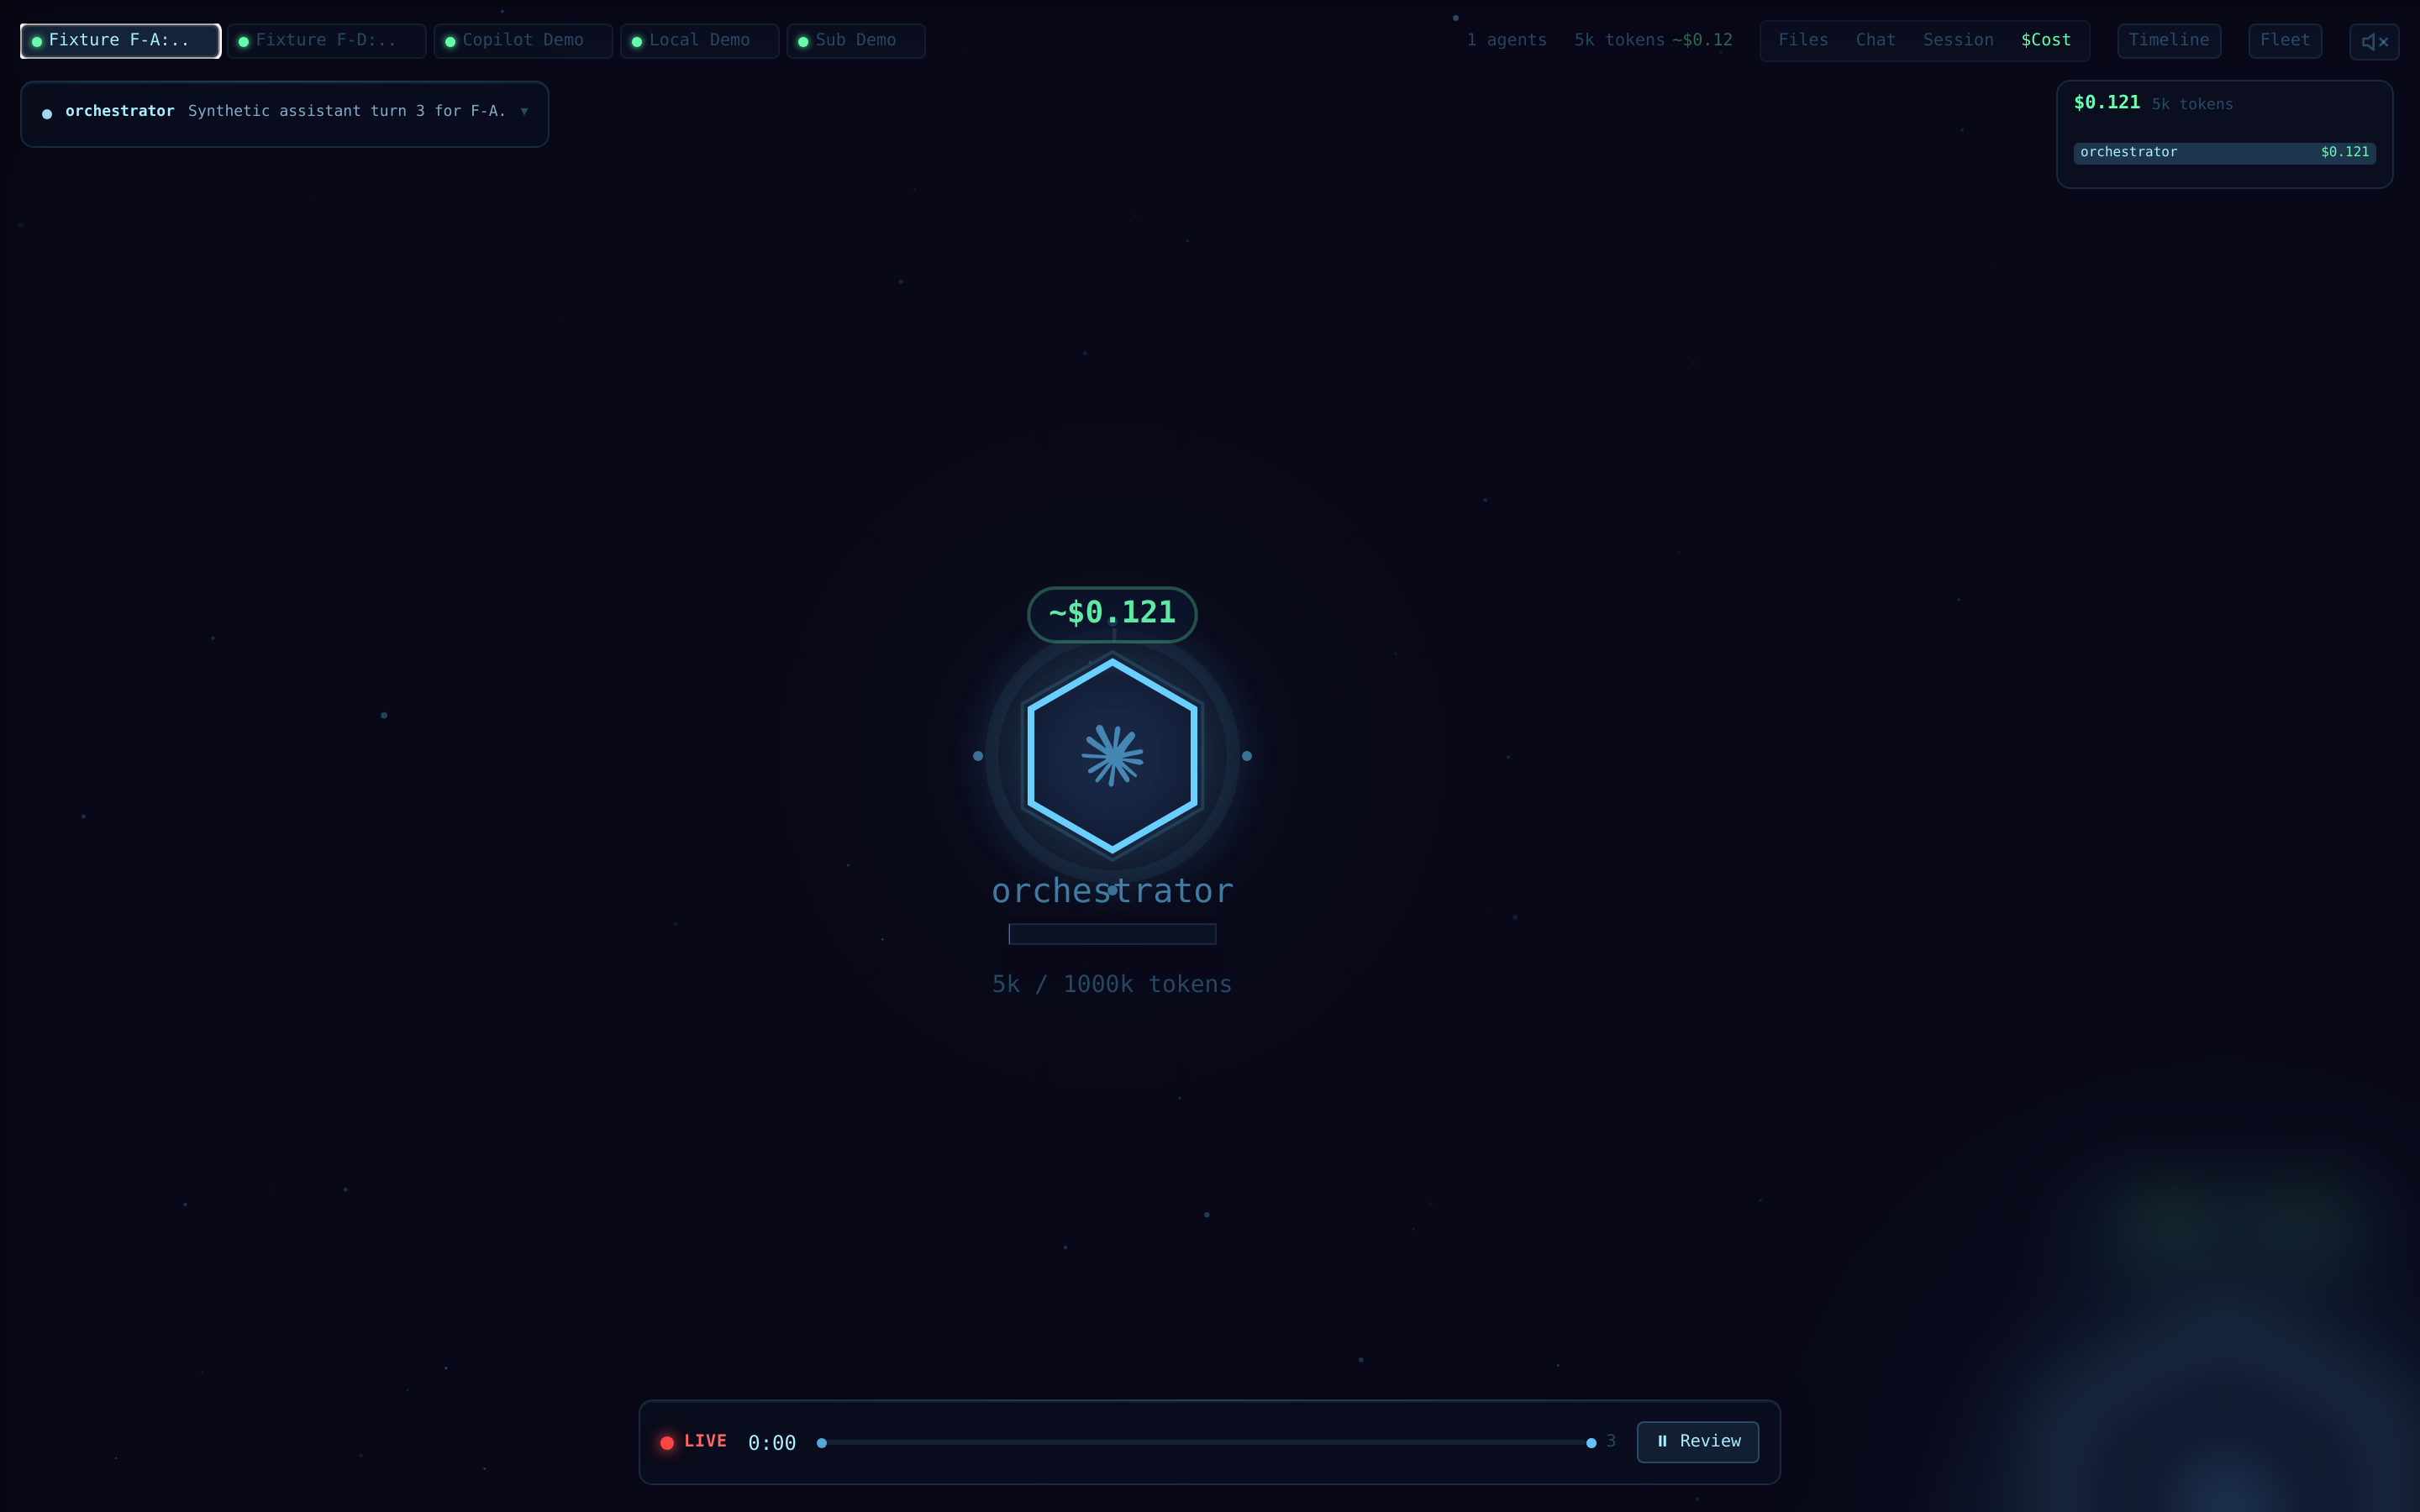 Fixture F-A:.. Fixture F-D:.. Copilot Demo Local Demo Sub Demo 1 agents 5k tokens ~$0.12 Files Chat Session $Cost Timeline Fleet
orchestrator Synthetic assistant turn 3 for F-A. ▼
$0.121 5k tokens
orchestrator $0.121
~$0.121
orchestrator
5k / 1000k tokens
LIVE 0:00 3 Review